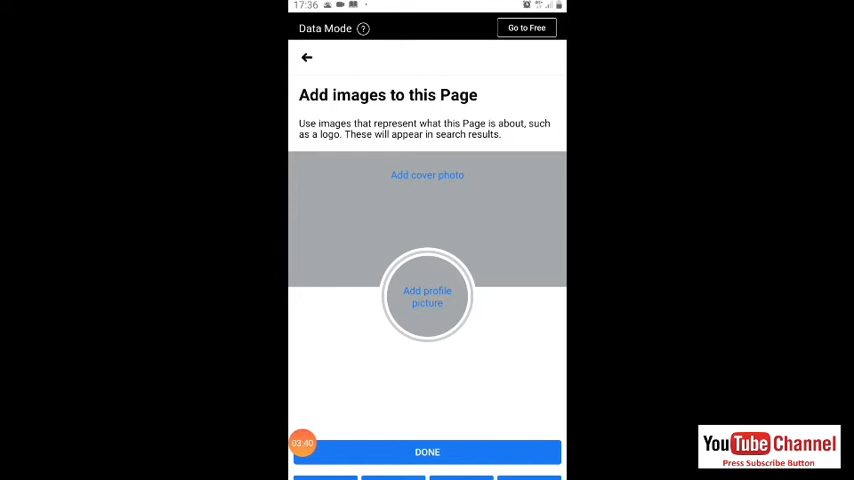 17:36
Data Mode ?
Go to Free
Add images to this Page
Use images that represent what this Page is about, such
as a logo. These will appear in search results.
Add cover photo
Add profile
picture
03:40
DONE
YouTube Channel
Press Subscribe Button